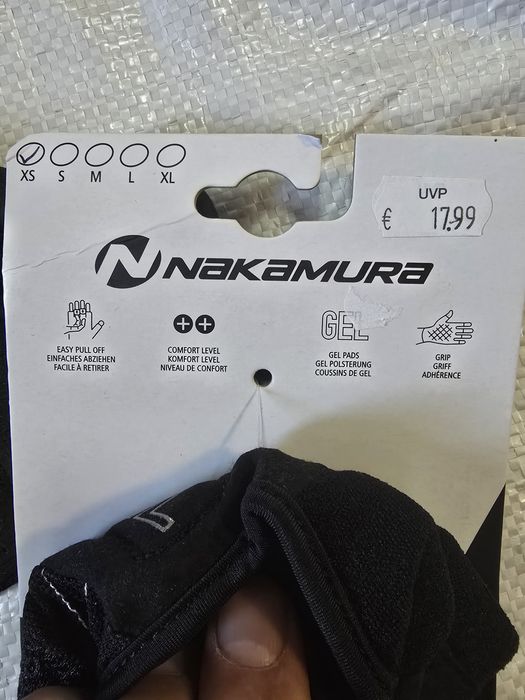 XS S M L XL
UVP
€ 17.99
NAKAMURA
EASY PULL OFF
EINFACHES ABZIEHEN
FACILE À RETIRER
COMFORT LEVEL
KOMFORT LEVEL
NIVEAU DE CONFORT
GEL
GEL PADS
GEL POLSTERUNG
COUSSINS DE GEL
GRIP
GRIFF
ADHÉRENCE